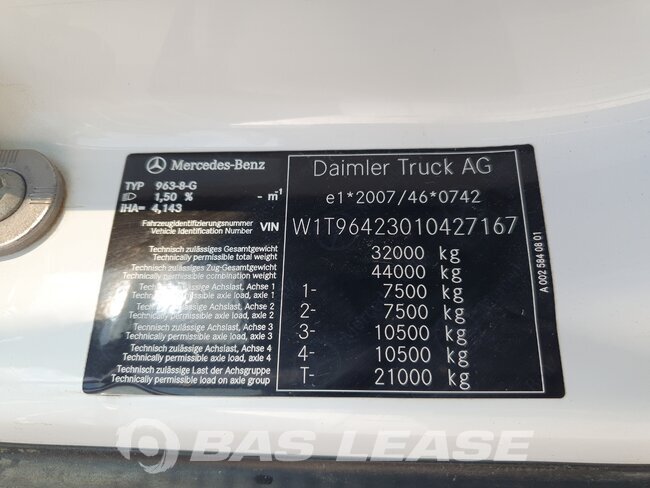 Mercedes-Benz
Daimler Truck AG
TYP 963-8-G
1,50 % - m⁻¹
IHA= 4,143
e1*2007/46*0742
Fahrzeugidentifizierungsnummer
Vehicle Identification Number VIN W1T96423010427167
Technisch zulässiges Gesamtgewicht
Technically permissible total weight 32000 kg
Technisch zulässiges Zug-Gesamtgewicht
Technically permissible combination weight 44000 kg
Technisch zulässige Achslast, Achse 1
Technically permissible axle load, axle 1 1- 7500 kg
Technisch zulässige Achslast, Achse 2
Technically permissible axle load, axle 2 2- 7500 kg
Technisch zulässige Achslast, Achse 3
Technically permissible axle load, axle 3 3- 10500 kg
Technisch zulässige Achslast, Achse 4
Technically permissible axle load, axle 4 4- 10500 kg
Technisch zulässige Last der Achsgruppe
Technically permissible load on axle group T- 21000 kg
A 002 584 08 01
BAS LEASE